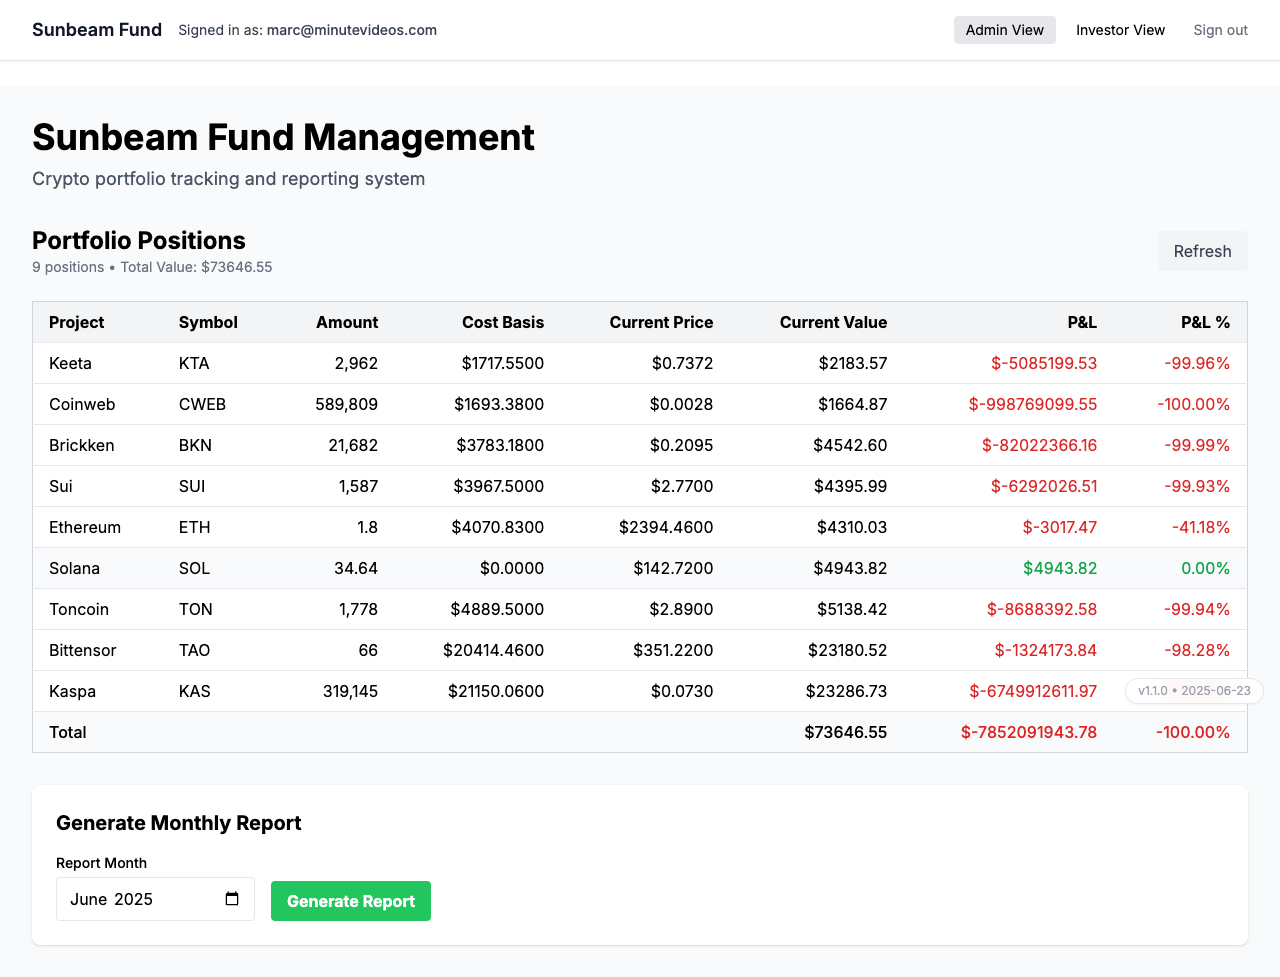 Sunbeam Fund Signed in as: marc@minutevideos.com Admin View Investor View Sign out
Sunbeam Fund Management
Crypto portfolio tracking and reporting system
Portfolio Positions
9 positions • Total Value: $73646.55
Refresh
Project Symbol Amount Cost Basis Current Price Current Value P&L P&L %
Keeta KTA 2,962 $1717.5500 $0.7372 $2183.57 $-5085199.53 -99.96%
Coinweb CWEB 589,809 $1693.3800 $0.0028 $1664.87 $-998769099.55 -100.00%
Brickken BKN 21,682 $3783.1800 $0.2095 $4542.60 $-82022366.16 -99.99%
Sui SUI 1,587 $3967.5000 $2.7700 $4395.99 $-6292026.51 -99.93%
Ethereum ETH 1.8 $4070.8300 $2394.4600 $4310.03 $-3017.47 -41.18%
Solana SOL 34.64 $0.0000 $142.7200 $4943.82 $4943.82 0.00%
Toncoin TON 1,778 $4889.5000 $2.8900 $5138.42 $-8688392.58 -99.94%
Bittensor TAO 66 $20414.4600 $351.2200 $23180.52 $-1324173.84 -98.28%
Kaspa KAS 319,145 $21150.0600 $0.0730 $23286.73 $-6749912611.97 v1.1.0 • 2025-06-23
Total $73646.55 $-7852091943.78 -100.00%
Generate Monthly Report
Report Month
June 2025 Generate Report